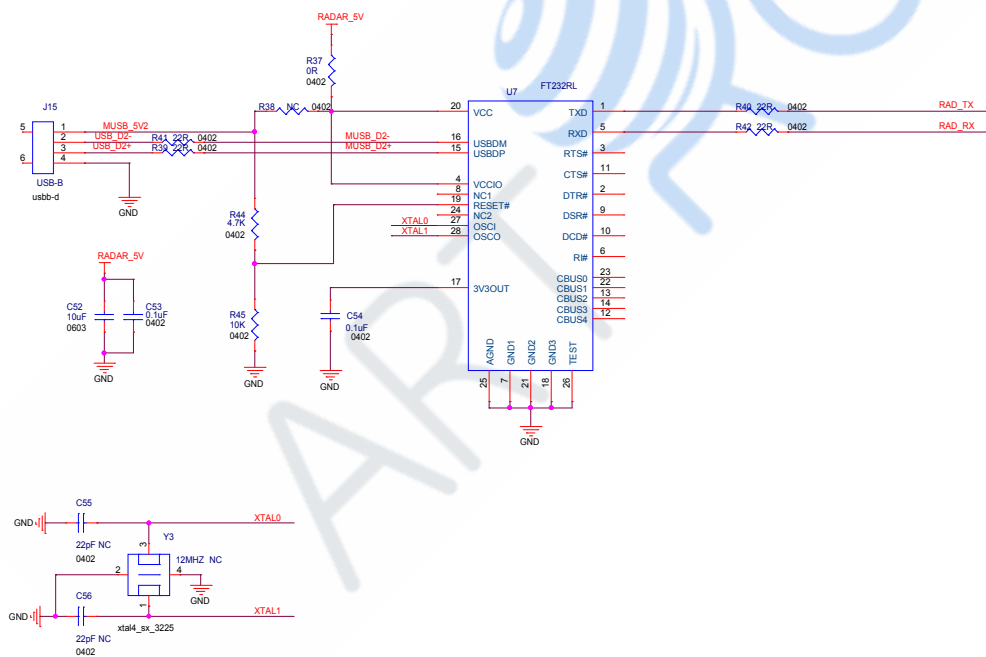 RADAR_5V
R37
0R
0402
U7 FT232RL
J15
R38 NC 0402
20 VCC
TXD 1
R40 22R 0402
RAD_TX
5
1
MUSB_5V2
RXD 5
R42 22R 0402
RAD_RX
2
USB_D2-
R41 22R 0402
MUSB_D2-
16 USBDM
3
USB_D2+
R39 22R 0402
MUSB_D2+
15 USBDP
RTS# 3
6
4
CTS# 11
USB-B
usbb-d
GND
4 VCCIO
8 NC1
19 RESET#
24 NC2
XTAL0 27 OSCI
XTAL1 28 OSCO
DTR# 2
DSR# 9
DCD# 10
RI# 6
R44
4.7K
0402
RADAR_5V
17 3V3OUT
CBUS0 23
CBUS1 22
CBUS2 13
CBUS3 14
CBUS4 12
C52
10uF
0603
C53
0.1uF
0402
R45
10K
0402
C54
0.1uF
0402
AGND GND1 GND2 GND3 TEST
25 7 21 18 26
GND
GND
GND
GND
ART
C55
GND
22pF NC
0402
XTAL0
3
Y3
12MHZ NC
2
4
GND
C56
GND
22pF NC
0402
1
XTAL1
xtal4_sx_3225